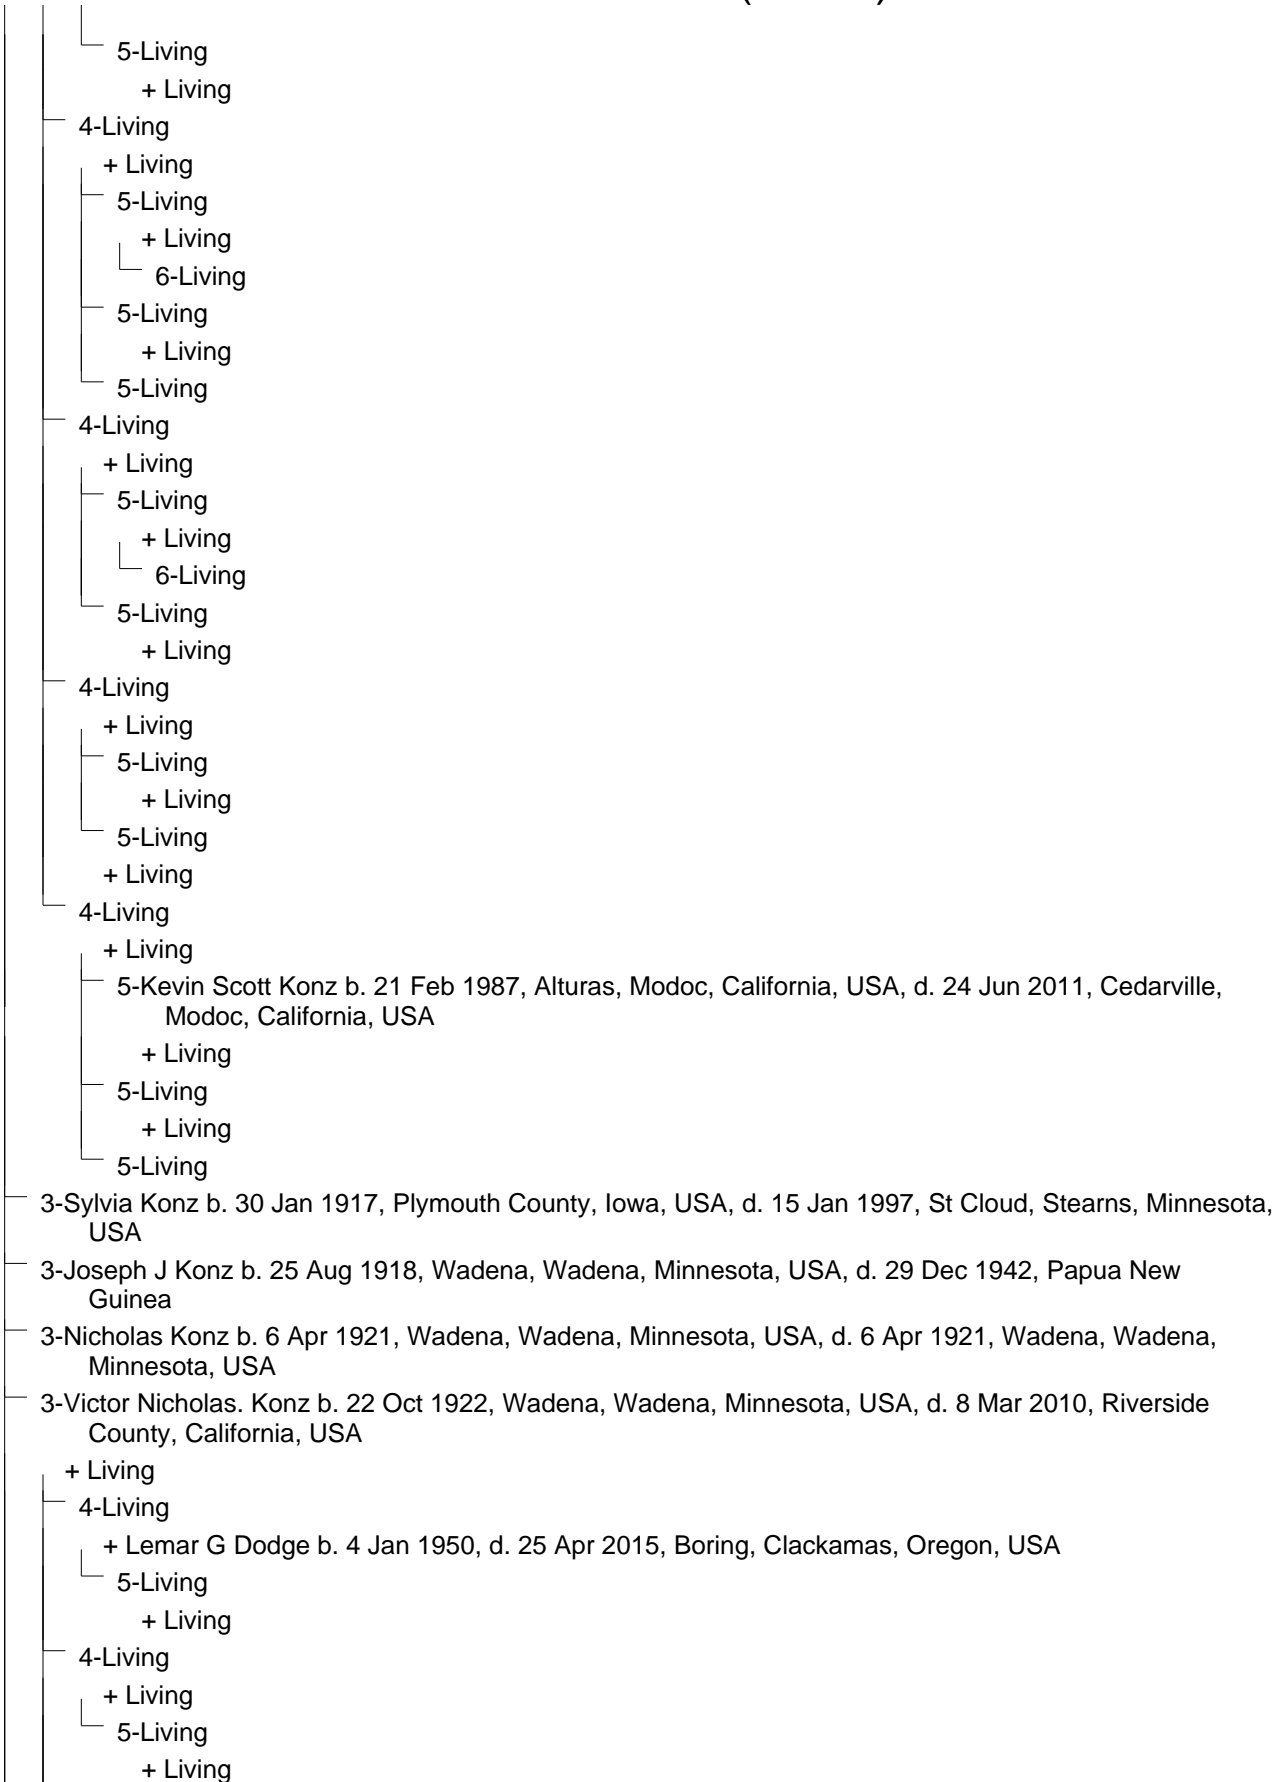 5-Living
+ Living
4-Living
+ Living
5-Living
+ Living
6-Living
5-Living
+ Living
5-Living
4-Living
+ Living
5-Living
+ Living
6-Living
5-Living
+ Living
4-Living
+ Living
5-Living
+ Living
5-Living
+ Living
4-Living
+ Living
5-Kevin Scott Konz b. 21 Feb 1987, Alturas, Modoc, California, USA, d. 24 Jun 2011, Cedarville,
Modoc, California, USA
+ Living
5-Living
+ Living
5-Living
3-Sylvia Konz b. 30 Jan 1917, Plymouth County, Iowa, USA, d. 15 Jan 1997, St Cloud, Stearns, Minnesota,
USA
3-Joseph J Konz b. 25 Aug 1918, Wadena, Wadena, Minnesota, USA, d. 29 Dec 1942, Papua New
Guinea
3-Nicholas Konz b. 6 Apr 1921, Wadena, Wadena, Minnesota, USA, d. 6 Apr 1921, Wadena, Wadena,
Minnesota, USA
3-Victor Nicholas. Konz b. 22 Oct 1922, Wadena, Wadena, Minnesota, USA, d. 8 Mar 2010, Riverside
County, California, USA
+ Living
4-Living
+ Lemar G Dodge b. 4 Jan 1950, d. 25 Apr 2015, Boring, Clackamas, Oregon, USA
5-Living
+ Living
4-Living
+ Living
5-Living
+ Living